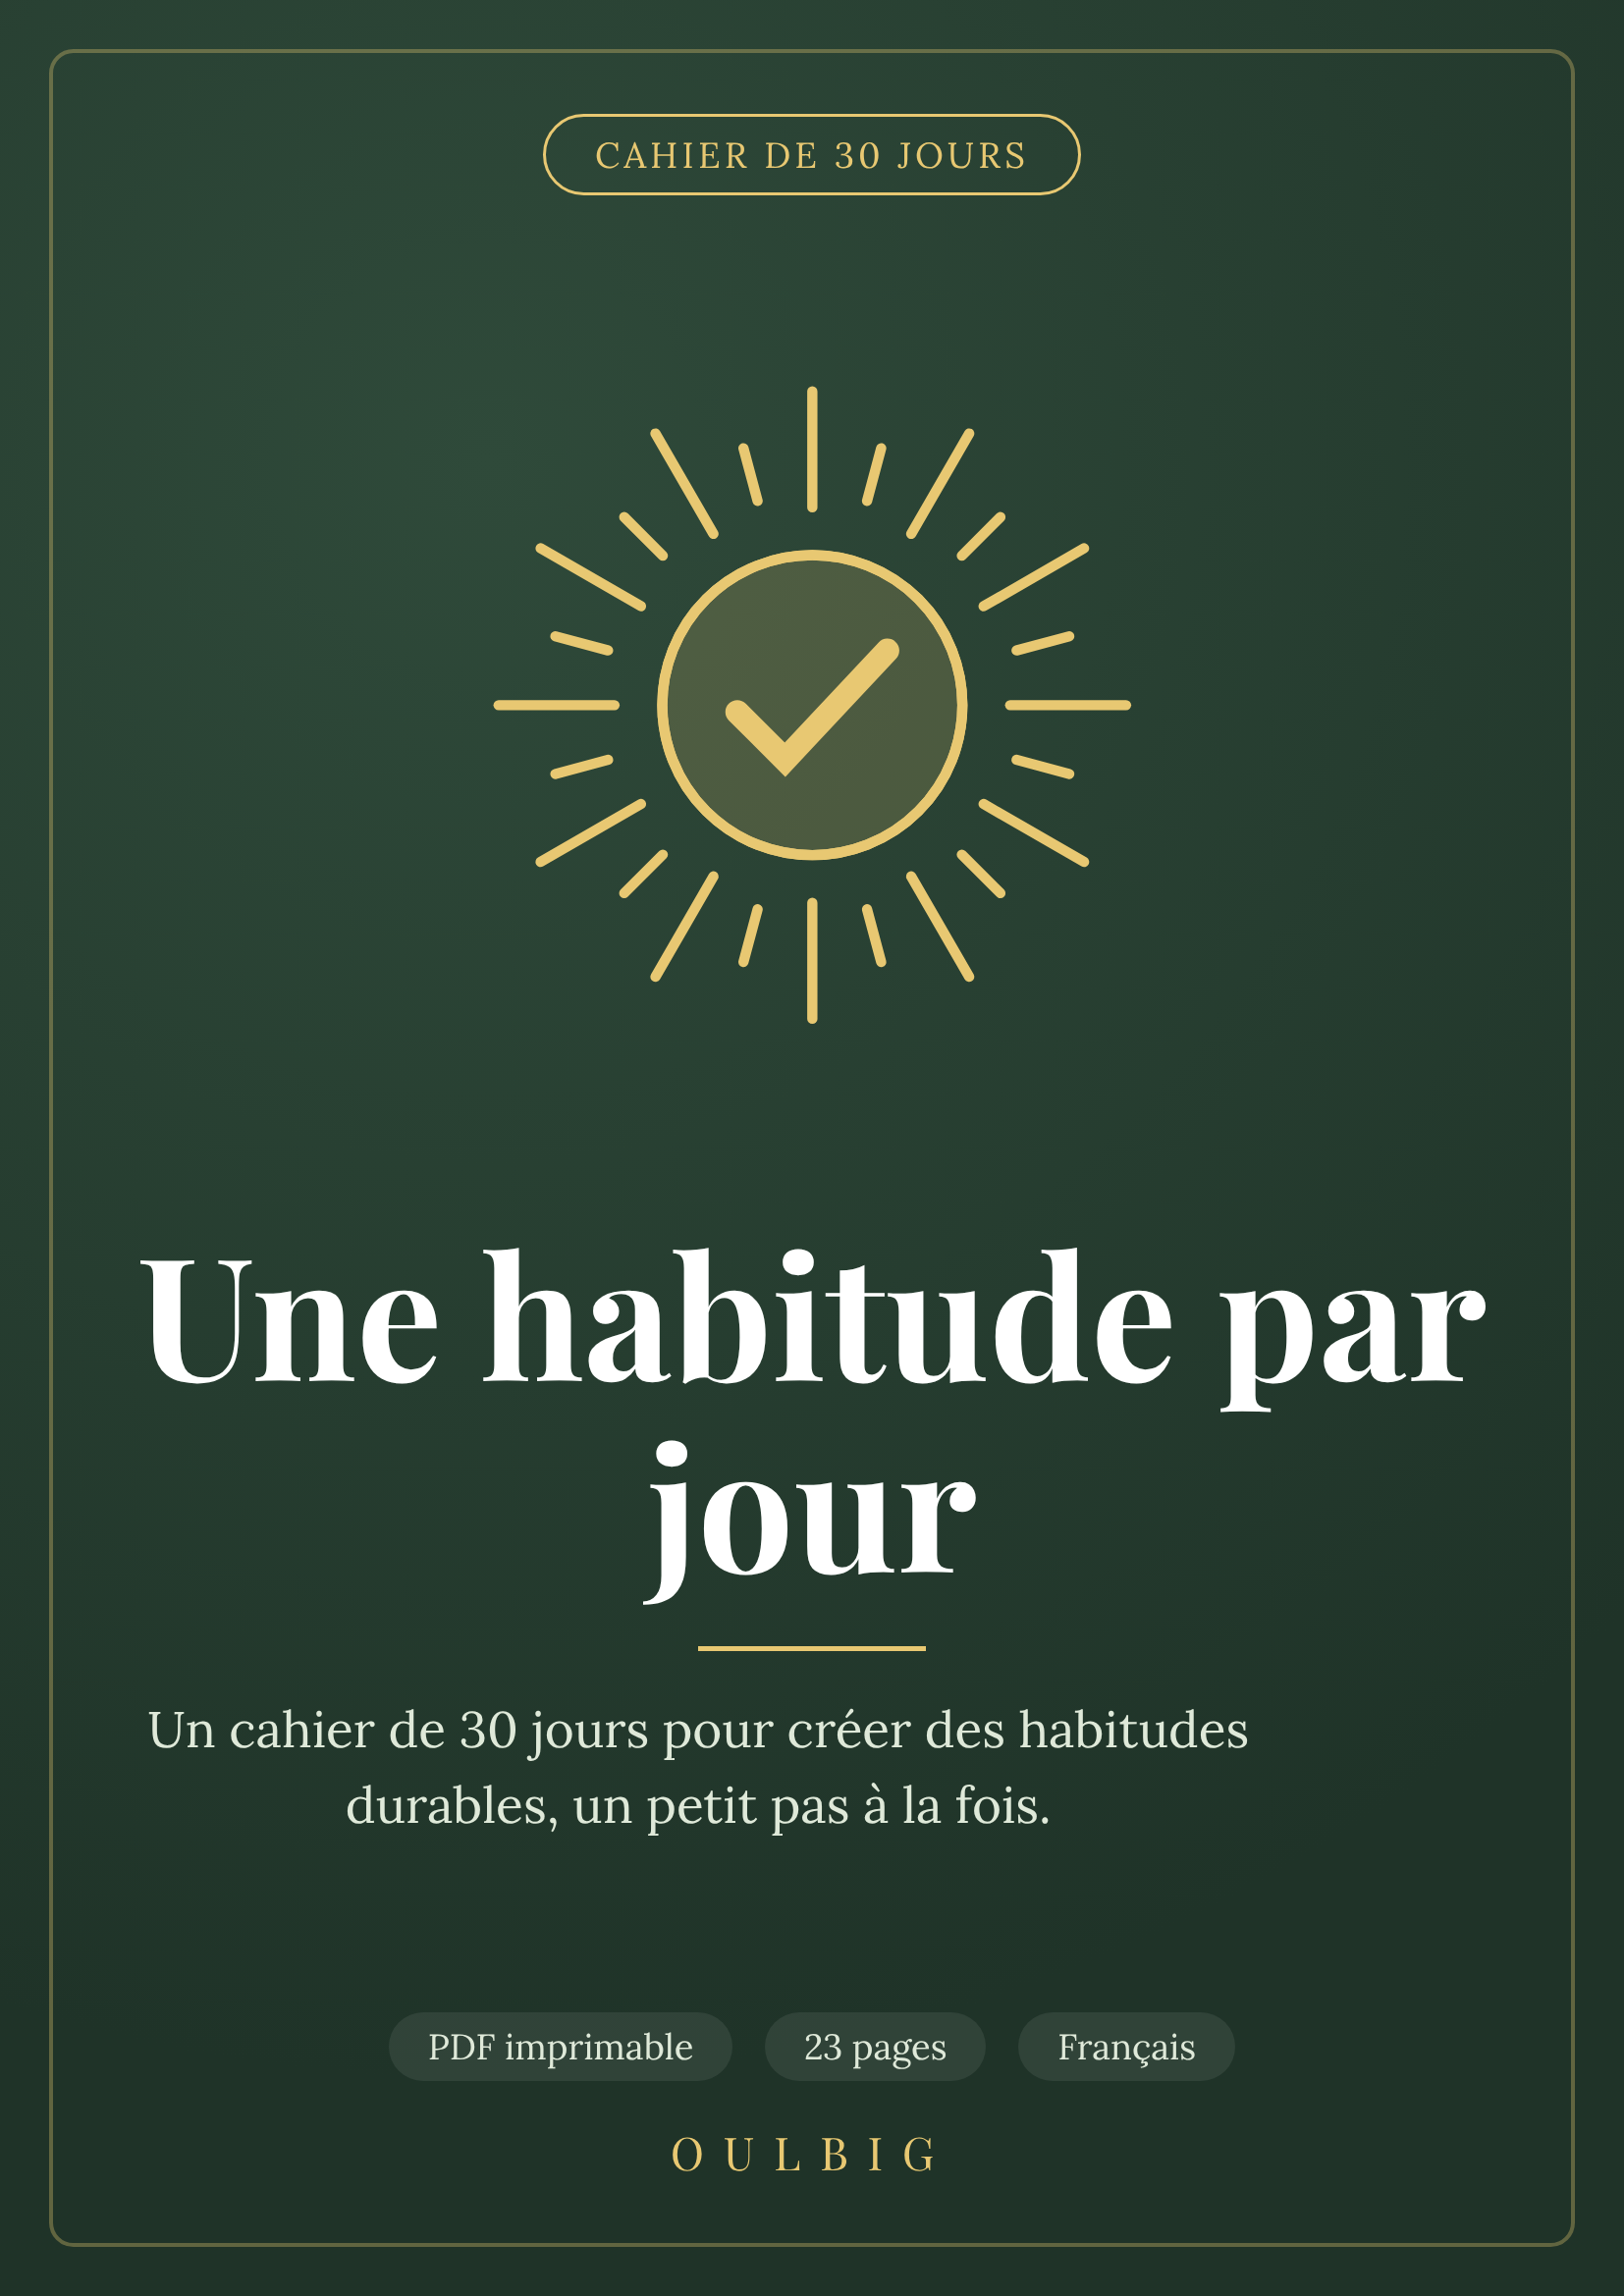 CAHIER DE 30 JOURS
Une habitude par
jour
Un cahier de 30 jours pour créer des habitudes
durables, un petit pas à la fois.
PDF imprimable
23 pages
Français
OULBIG